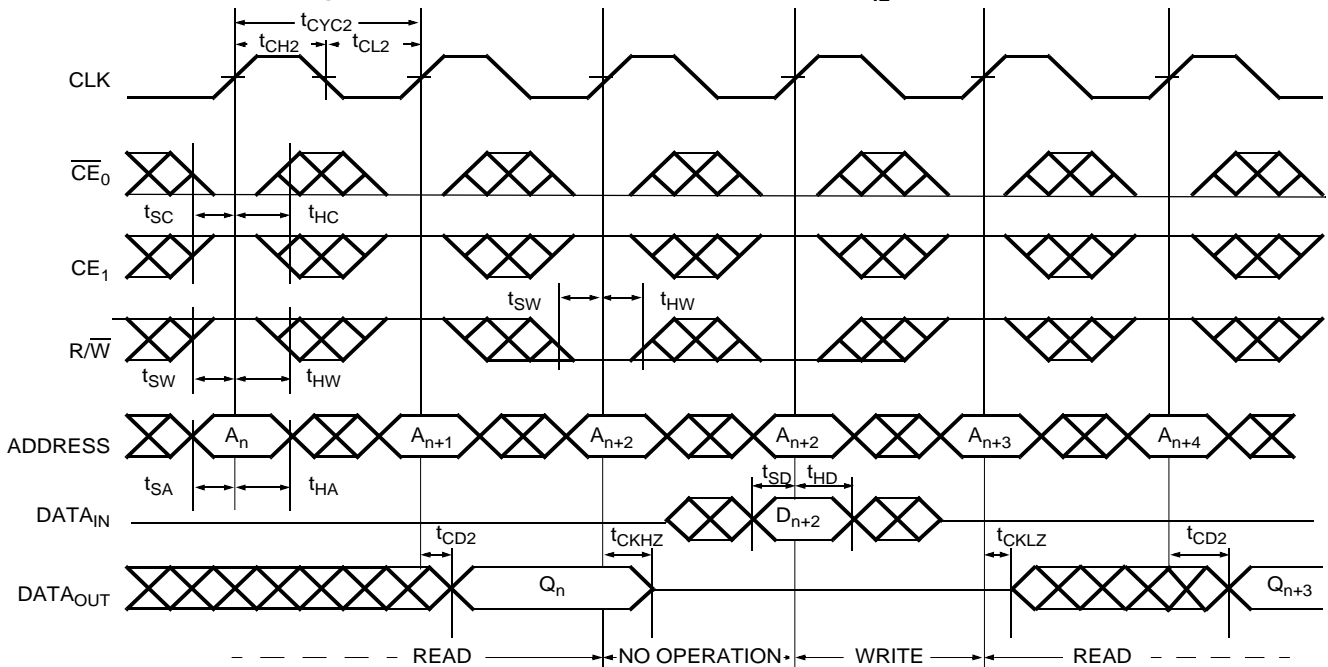 tCYC2
tCH2 tCL2
CLK
CE0
tSC tHC
CE1
tSW tHW
R/W
tSW tHW
ADDRESS An An+1 An+2 An+2 An+3 An+4
tSA tHA tSD tHD
DATAIN Dn+2
tCD2 tCKHZ tCKLZ tCD2
DATAOUT Qn Qn+3
READ NO OPERATION WRITE READ